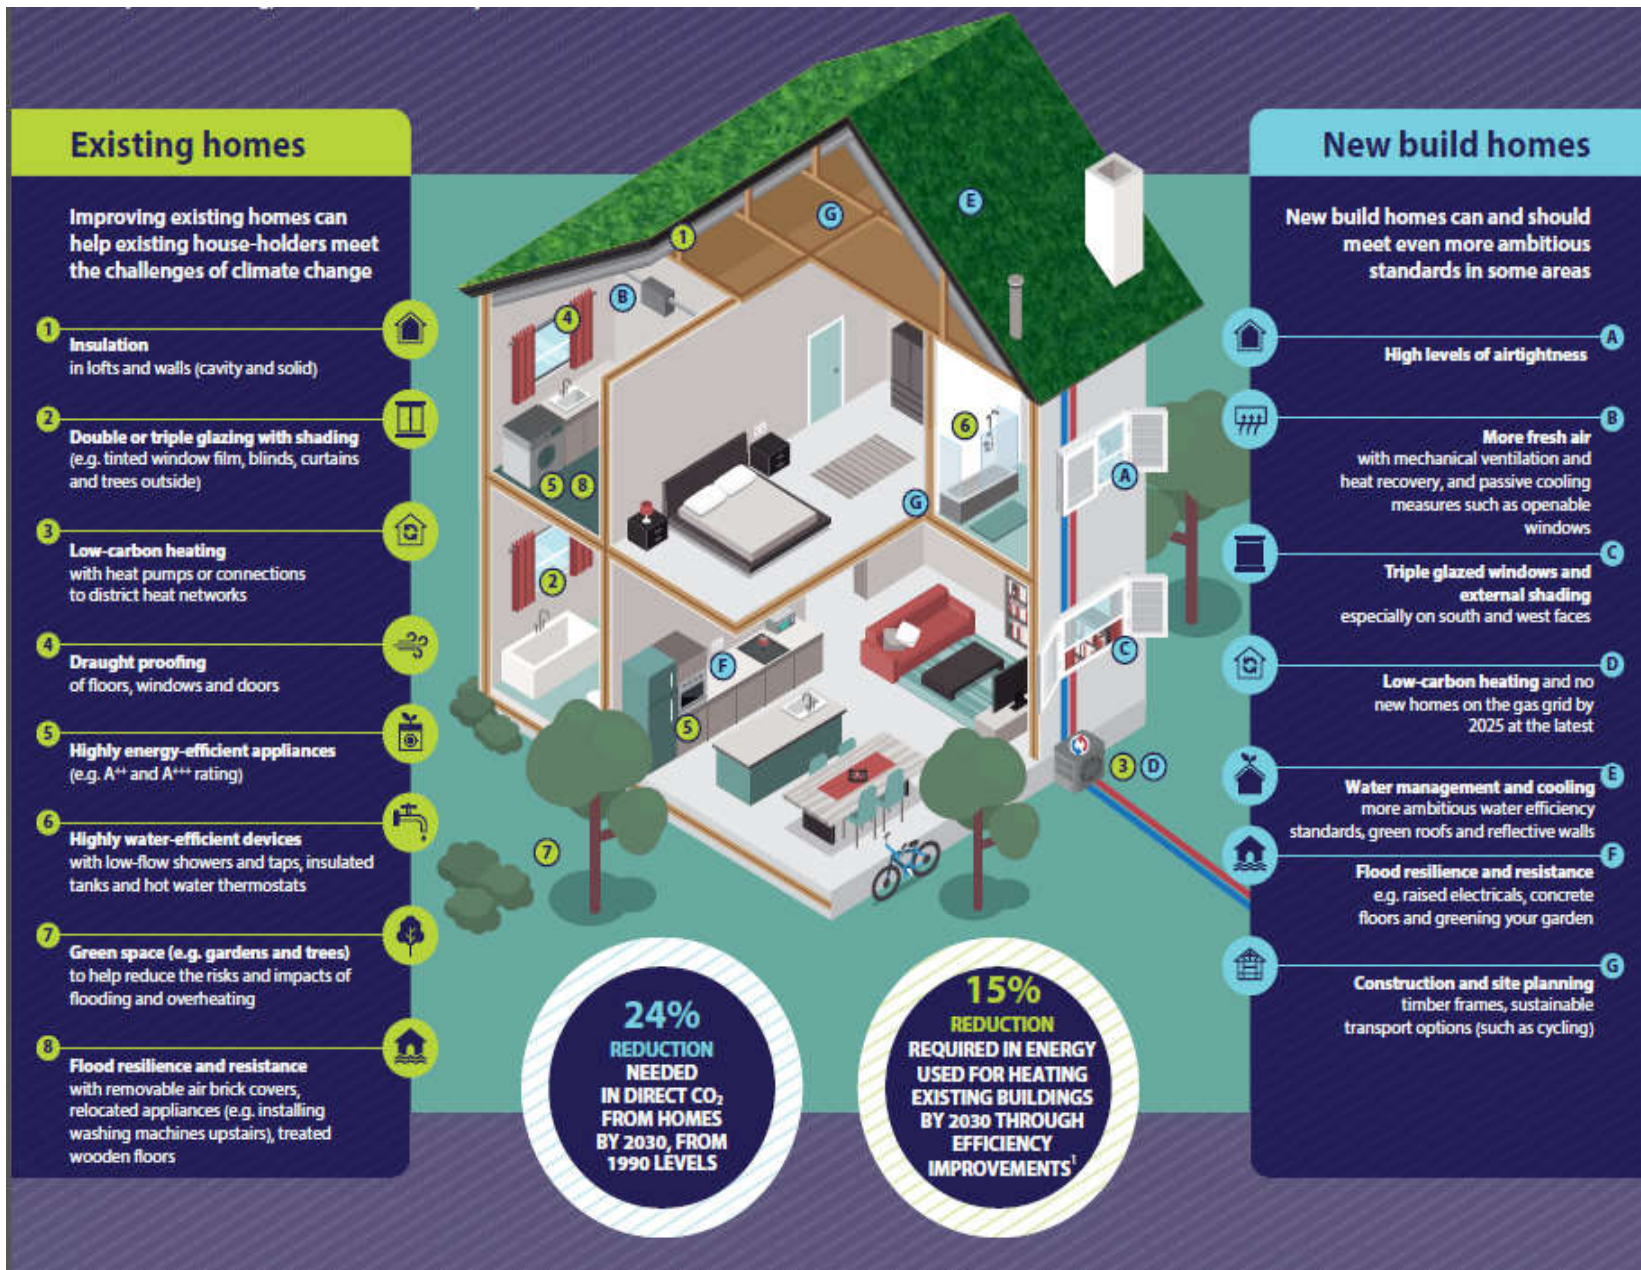 Existing homes
Improving existing homes can
help existing house-holders meet
the challenges of climate change
1
Insulation
in lofts and walls (cavity and solid)
2
Double or triple glazing with shading
(e.g. tinted window film, blinds, curtains
and trees outside)
3
Low-carbon heating
with heat pumps or connections
to district heat networks
4
Draught proofing
of floors, windows and doors
5
Highly energy-efficient appliances
(e.g. A⁺⁺ and A⁺⁺⁺ rating)
6
Highly water-efficient devices
with low-flow showers and taps, insulated
tanks and hot water thermostats
7
Green space (e.g. gardens and trees)
to help reduce the risks and impacts of
flooding and overheating
8
Flood resilience and resistance
with removable air brick covers,
relocated appliances (e.g. installing
washing machines upstairs), treated
wooden floors
E
G
1
B
4
6
A
5 8
G
2
C
F
5
3 D
7
24%
REDUCTION
NEEDED
IN DIRECT CO₂
FROM HOMES
BY 2030, FROM
1990 LEVELS
15%
REDUCTION
REQUIRED IN ENERGY
USED FOR HEATING
EXISTING BUILDINGS
BY 2030 THROUGH
EFFICIENCY
IMPROVEMENTS¹
New build homes
New build homes can and should
meet even more ambitious
standards in some areas
A
High levels of airtightness
B
More fresh air
with mechanical ventilation and
heat recovery, and passive cooling
measures such as openable
windows
C
Triple glazed windows and
external shading
especially on south and west faces
D
Low-carbon heating and no
new homes on the gas grid by
2025 at the latest
E
Water management and cooling
more ambitious water efficiency
standards, green roofs and reflective walls
F
Flood resilience and resistance
e.g. raised electricals, concrete
floors and greening your garden
G
Construction and site planning
timber frames, sustainable
transport options (such as cycling)